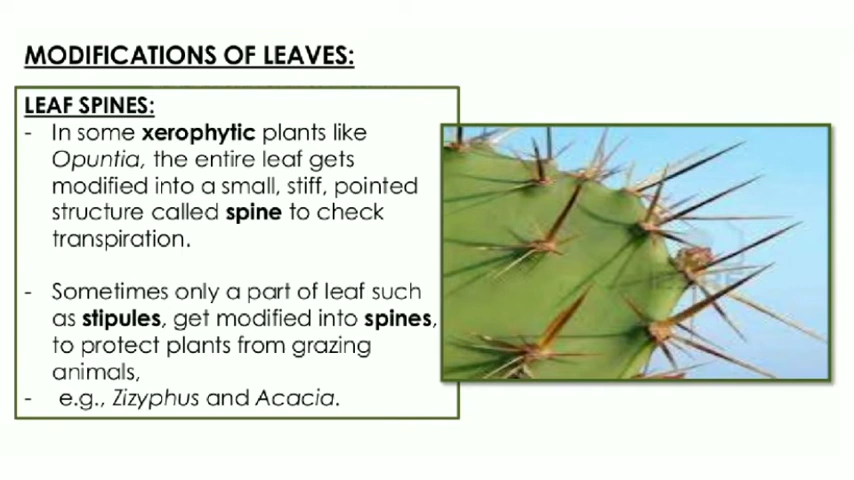 MODIFICATIONS OF LEAVES:
LEAF SPINES:
- In some xerophytic plants like
Opuntia, the entire leaf gets
modified into a small, stiff, pointed
structure called spine to check
transpiration.
- Sometimes only a part of leaf such
as stipules, get modified into spines,
to protect plants from grazing
animals,
- e.g., Zizyphus and Acacia.